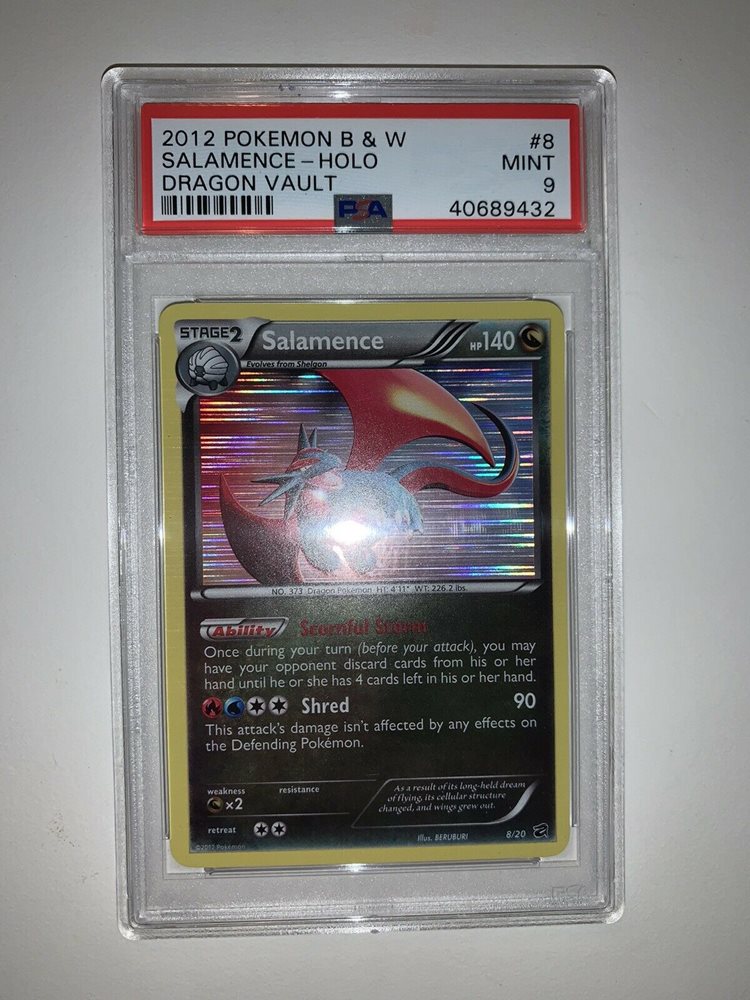 2012 POKEMON B & W #8
SALAMENCE - HOLO MINT
DRAGON VAULT 9
PSA 40689432
STAGE2 Salamence HP140
Evolves from Shelgon
NO. 373 Dragon Pokémon HT: 4'11" WT: 226.2 lbs.
Ability Scornful Storm
Once during your turn (before your attack), you may
have your opponent discard cards from his or her
hand until he or she has 4 cards left in his or her hand.
Shred 90
This attack's damage isn't affected by any effects on
the Defending Pokémon.
weakness resistance
×2
retreat
As a result of its long-held dream
of flying, its cellular structure
changed, and wings grew out.
Illus. BERUBURI 8/20
©2012 Pokémon